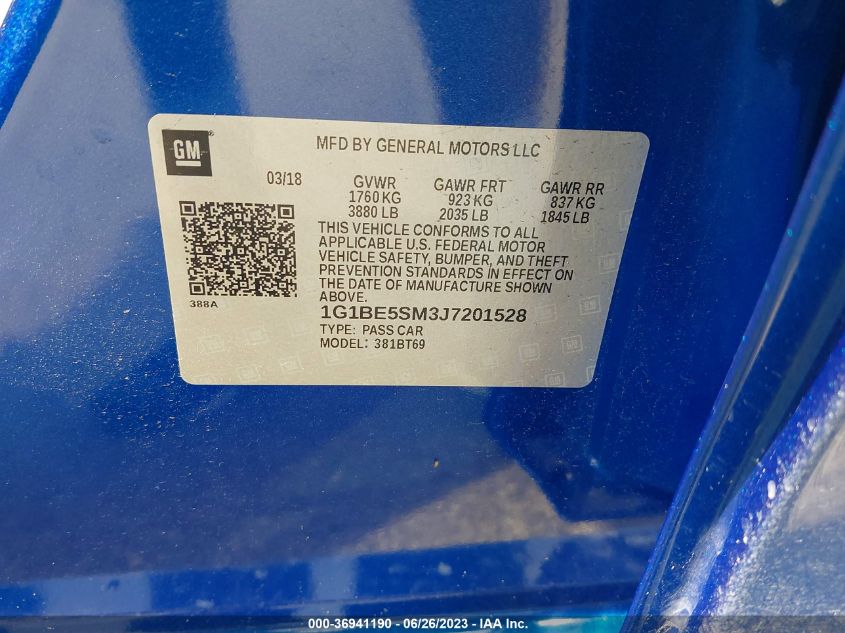 GM
MFD BY GENERAL MOTORS LLC
03/18
GVWR GAWR FRT GAWR RR
1760 KG 923 KG 837 KG
3880 LB 2035 LB 1845 LB
THIS VEHICLE CONFORMS TO ALL
APPLICABLE U.S. FEDERAL MOTOR
VEHICLE SAFETY, BUMPER, AND THEFT
PREVENTION STANDARDS IN EFFECT ON
THE DATE OF MANUFACTURE SHOWN
ABOVE.
388A
1G1BE5SM3J7201528
TYPE: PASS CAR
MODEL: 381BT69
000-36941190 - 06/26/2023 - IAA Inc.